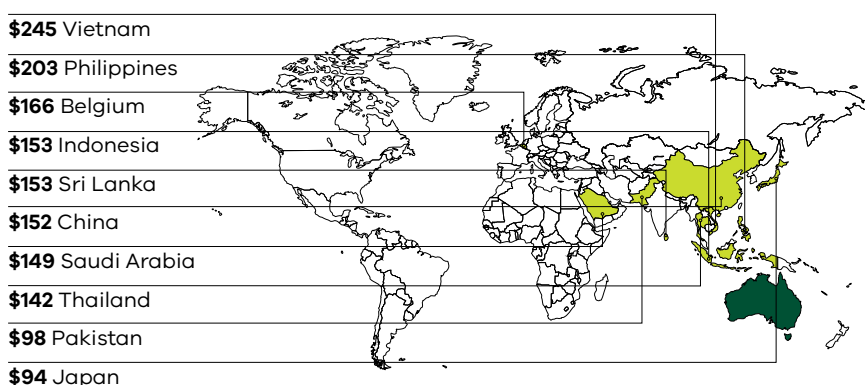 $245 Vietnam
$203 Philippines
$166 Belgium
$153 Indonesia
$153 Sri Lanka
$152 China
$149 Saudi Arabia
$142 Thailand
$98 Pakistan
$94 Japan